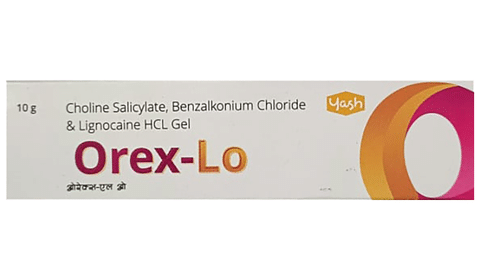 10 g
Choline Salicylate, Benzalkonium Chloride
& Lignocaine HCL Gel
Yash
Orex-Lo
ओरेक्स-एल ओ